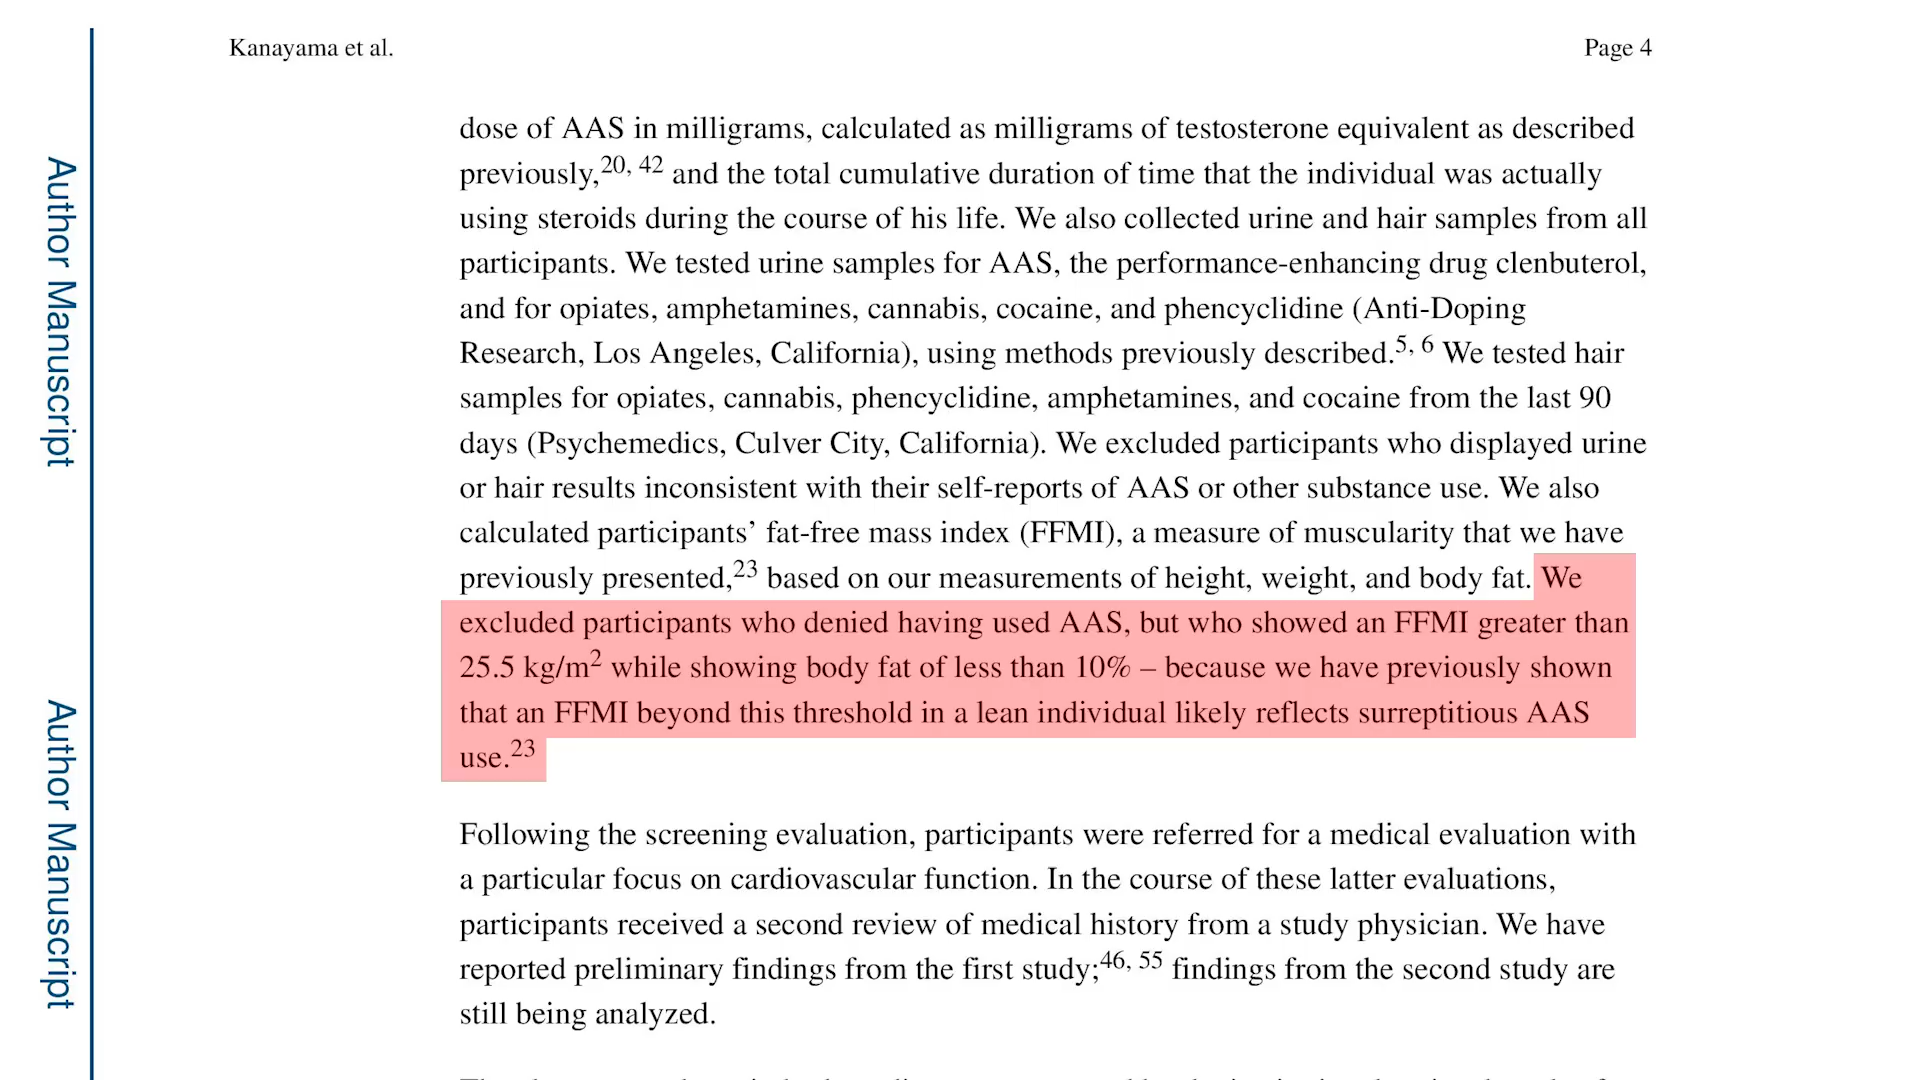 Kanayama et al.
Page 4
Author Manuscript
Author Manuscript
dose of AAS in milligrams, calculated as milligrams of testosterone equivalent as described
previously,20, 42 and the total cumulative duration of time that the individual was actually
using steroids during the course of his life. We also collected urine and hair samples from all
participants. We tested urine samples for AAS, the performance-enhancing drug clenbuterol,
and for opiates, amphetamines, cannabis, cocaine, and phencyclidine (Anti-Doping
Research, Los Angeles, California), using methods previously described.5, 6 We tested hair
samples for opiates, cannabis, phencyclidine, amphetamines, and cocaine from the last 90
days (Psychemedics, Culver City, California). We excluded participants who displayed urine
or hair results inconsistent with their self-reports of AAS or other substance use. We also
calculated participants’ fat-free mass index (FFMI), a measure of muscularity that we have
previously presented,23 based on our measurements of height, weight, and body fat. We
excluded participants who denied having used AAS, but who showed an FFMI greater than
25.5 kg/m2 while showing body fat of less than 10% – because we have previously shown
that an FFMI beyond this threshold in a lean individual likely reflects surreptitious AAS
use.23
Following the screening evaluation, participants were referred for a medical evaluation with
a particular focus on cardiovascular function. In the course of these latter evaluations,
participants received a second review of medical history from a study physician. We have
reported preliminary findings from the first study;46, 55 findings from the second study are
still being analyzed.